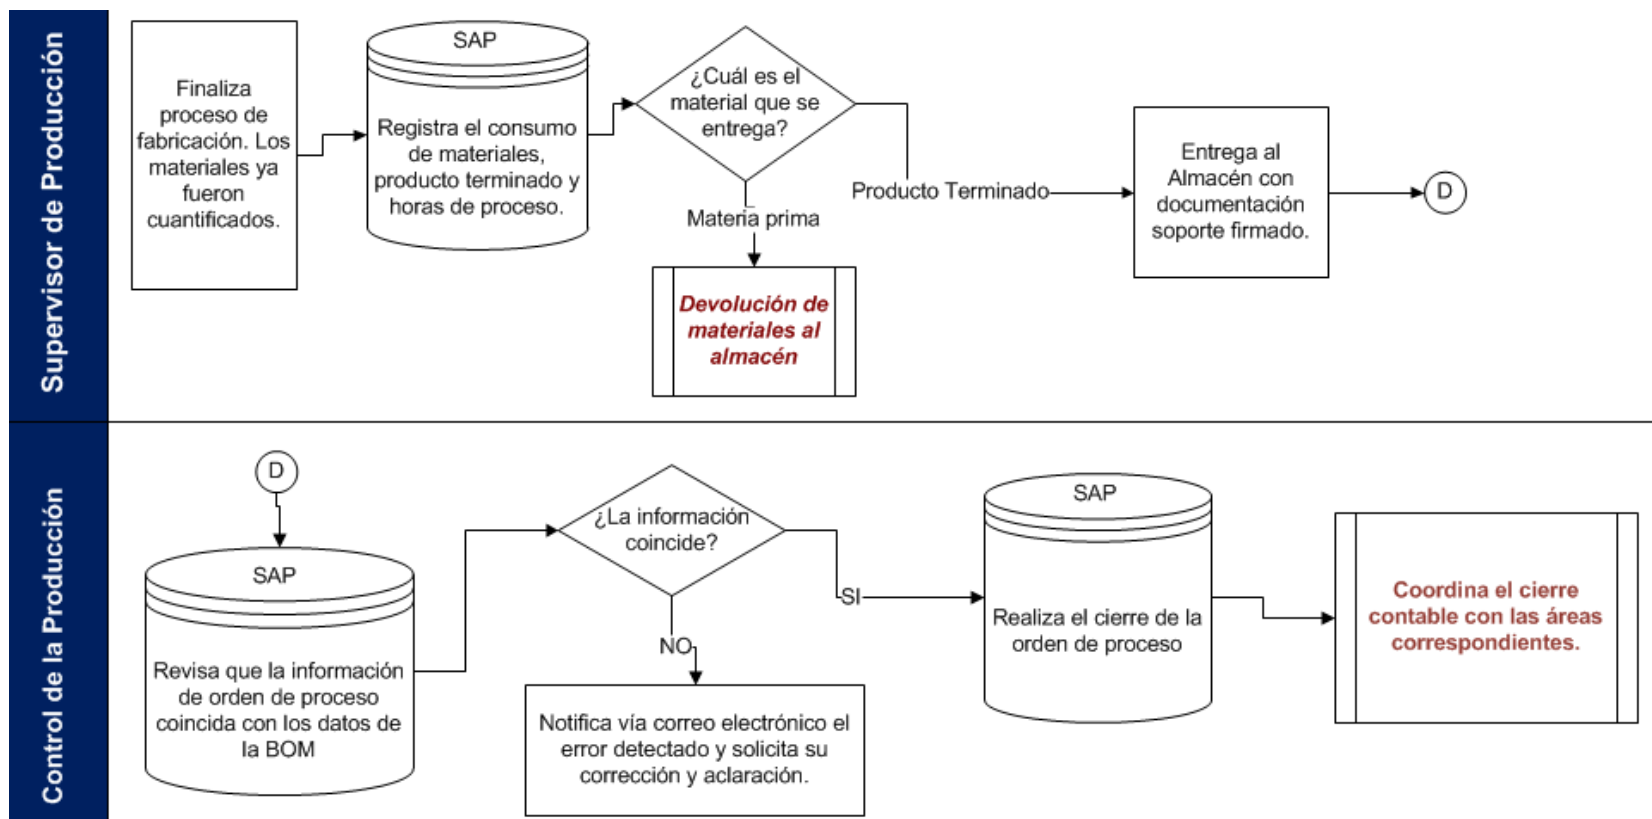 Supervisor de Producción
Finaliza
proceso de
fabricación. Los
materiales ya
fueron
cuantificados.
SAP
Registra el consumo
de materiales,
producto terminado y
horas de proceso.
¿Cuál es el
material que se
entrega?
Materia prima
Devolución de
materiales al
almacén
Producto Terminado
Entrega al
Almacén con
documentación
soporte firmado.
D
Control de la Producción
D
SAP
Revisa que la información
de orden de proceso
coincida con los datos de
la BOM
¿La información
coincide?
NO
Notifica vía correo electrónico el
error detectado y solicita su
corrección y aclaración.
SI
SAP
Realiza el cierre de la
orden de proceso
Coordina el cierre
contable con las áreas
correspondientes.